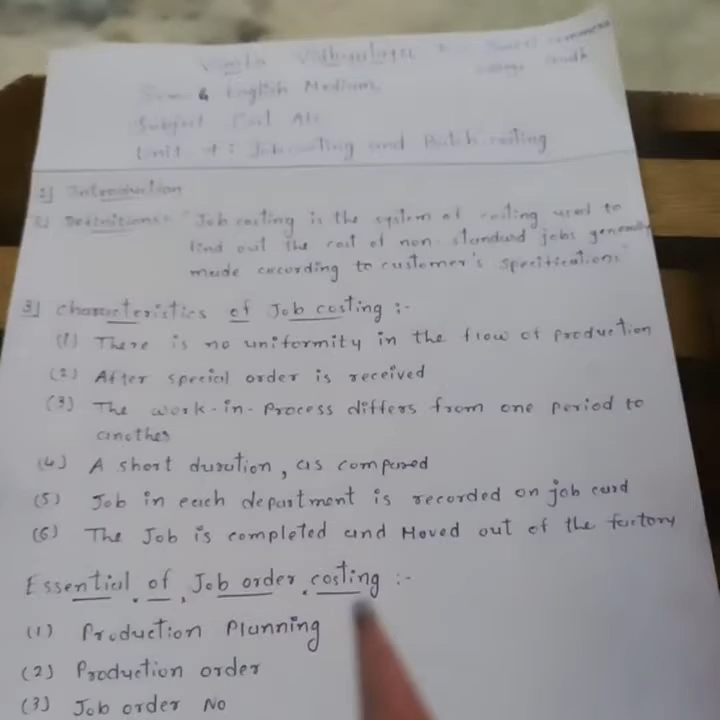 Vidhyalaya
Sem 4 English Medium
Subject Cost A/c
Unit 4: Job costing and Batch costing
1) Introduction
2) Definitions:- "Job costing is the system of costing used to
find out the cost of non-standard jobs generally
made according to customer's specifications"
3) characteristics of Job costing :-
(1) There is no uniformity in the flow of production
(2) After special order is received
(3) The work-in-Process differs from one period to
another
(4) A short duration, as compared
(5) Job in each department is recorded on job card
(6) The Job is completed and Moved out of the factory
Essential of Job order costing :-
(1) Production Planning
(2) Production order
(3) Job order No